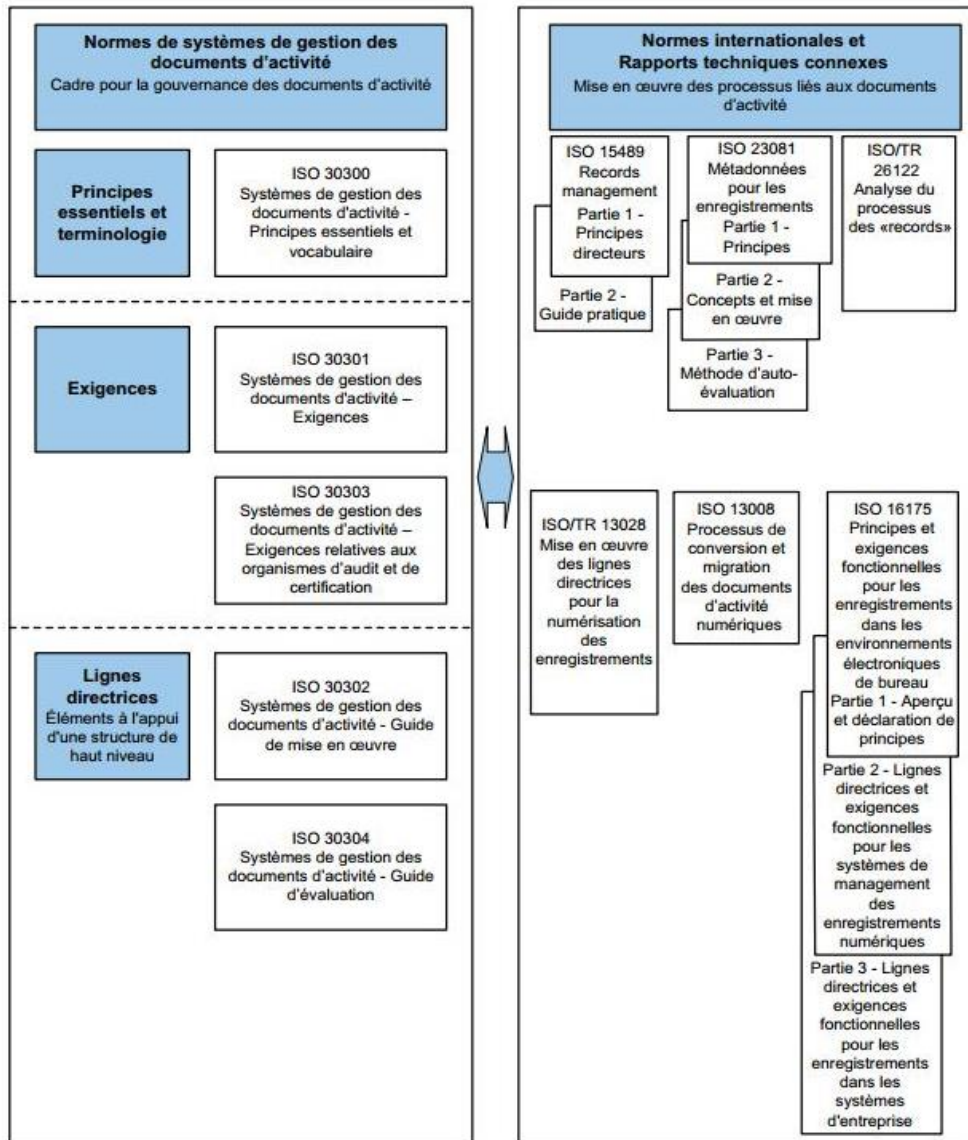 Normes de systèmes de gestion des
documents d'activité
Cadre pour la gouvernance des documents d'activité
Principes
essentiels et
terminologie
ISO 30300
Systèmes de gestion des
documents d'activité -
Principes essentiels et
vocabulaire
Exigences
ISO 30301
Systèmes de gestion des
documents d'activité –
Exigences
ISO 30303
Systèmes de gestion des
documents d'activité –
Exigences relatives aux
organismes d'audit et de
certification
Lignes
directrices
Éléments à l'appui
d'une structure de
haut niveau
ISO 30302
Systèmes de gestion des
documents d'activité - Guide
de mise en œuvre
ISO 30304
Systèmes de gestion des
documents d'activité - Guide
d'évaluation
Normes internationales et
Rapports techniques connexes
Mise en œuvre des processus liés aux documents
d'activité
ISO 15489
Records
management
Partie 1 -
Principes
directeurs
Partie 2 -
Guide pratique
ISO 23081
Métadonnées
pour les
enregistrements
Partie 1 -
Principes
Partie 2 -
Concepts et mise
en œuvre
Partie 3 -
Méthode d'auto-
évaluation
ISO/TR
26122
Analyse du
processus
des «records»
ISO/TR 13028
Mise en œuvre
des lignes
directrices
pour la
numérisation
des
enregistrements
ISO 13008
Processus de
conversion et
migration
des documents
d'activité
numériques
ISO 16175
Principes et
exigences
fonctionnelles
pour les
enregistrements
dans les
environnements
électroniques
de bureau
Partie 1 - Aperçu
et déclaration de
principes
Partie 2 - Lignes
directrices et
exigences
fonctionnelles
pour les
systèmes de
management
des
enregistrements
numériques
Partie 3 - Lignes
directrices et
exigences
fonctionnelles
pour les
enregistrements
dans les
systèmes
d'entreprise